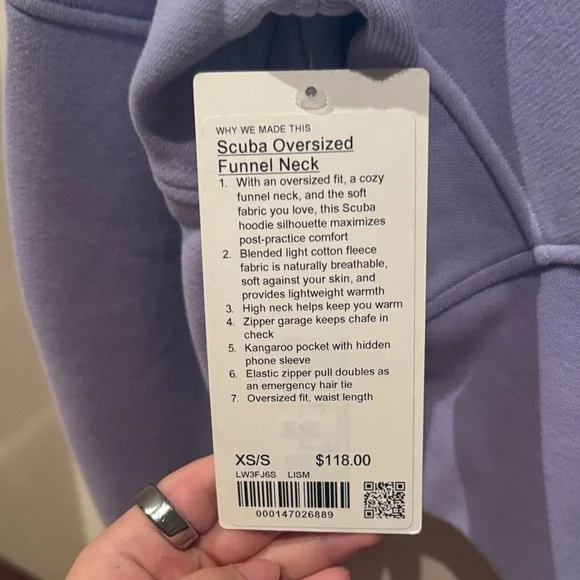 WHY WE MADE THIS
Scuba Oversized
Funnel Neck
1. With an oversized fit, a cozy
funnel neck, and the soft
fabric you love, this Scuba
hoodie silhouette maximizes
post-practice comfort
2. Blended light cotton fleece
fabric is naturally breathable,
soft against your skin, and
provides lightweight warmth
3. High neck helps keep you warm
4. Zipper garage keeps chafe in
check
5. Kangaroo pocket with hidden
phone sleeve
6. Elastic zipper pull doubles as
an emergency hair tie
7. Oversized fit, waist length
XS/S $118.00
LW3FJ6S LISM
000147026889